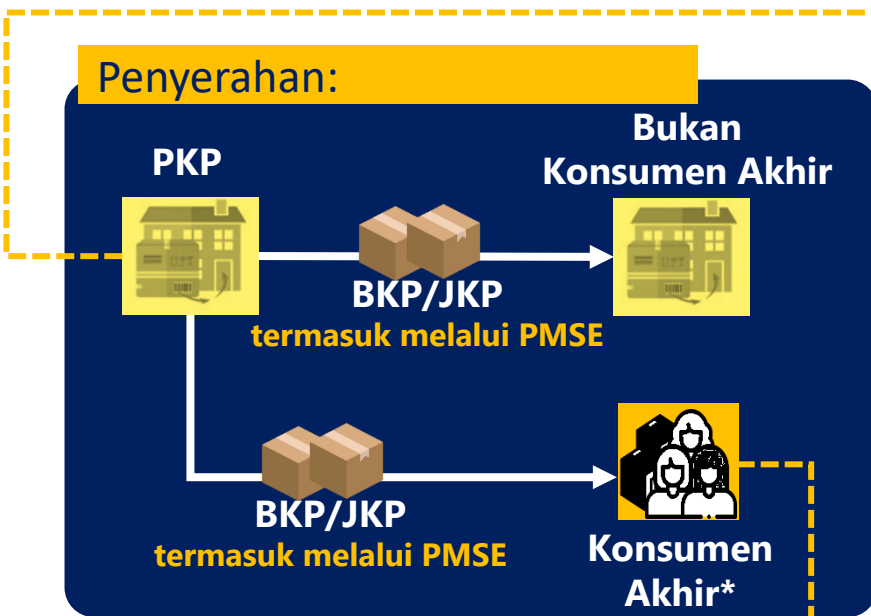 Penyerahan:
PKP
Bukan
Konsumen Akhir
BKP/JKP
termasuk melalui PMSE
BKP/JKP
termasuk melalui PMSE
Konsumen
Akhir*